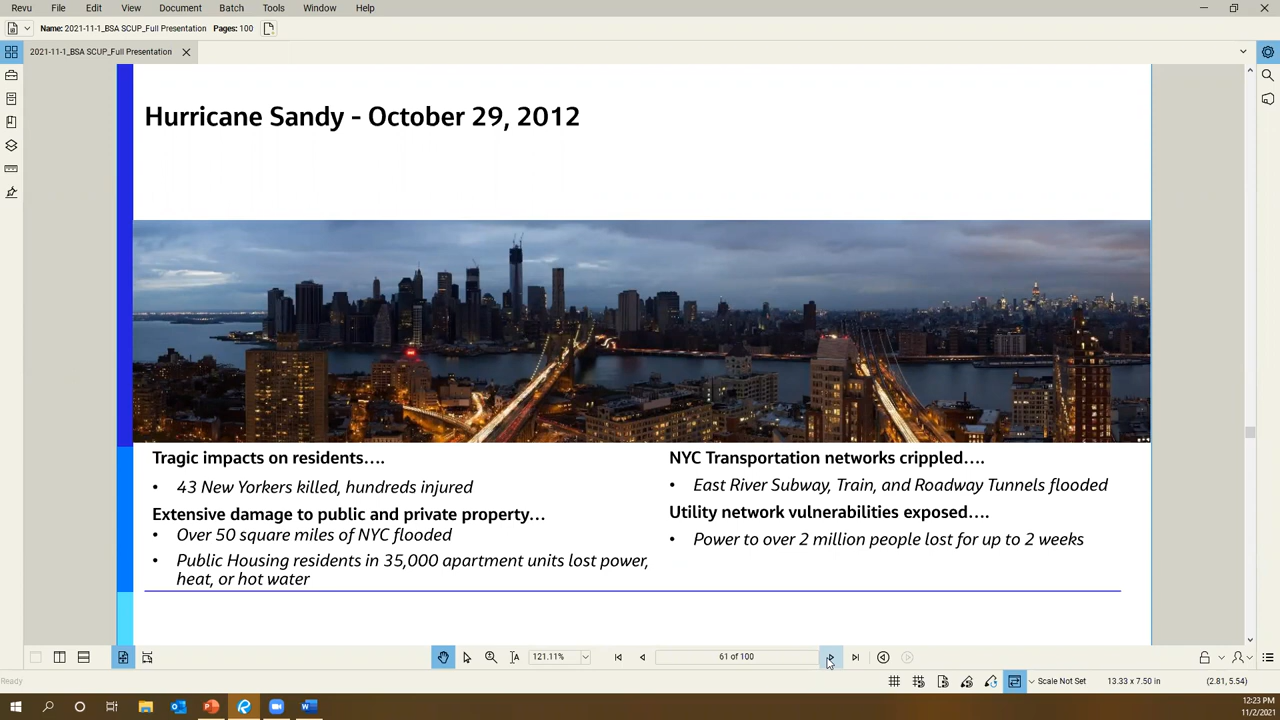 Revu File Edit View Document Batch Tools Window Help
Name: 2021-11-1_BSA SCUP_Full Presentation Pages: 100
2021-11-1_BSA SCUP_Full Presentation
Hurricane Sandy - October 29, 2012
Tragic impacts on residents….
• 43 New Yorkers killed, hundreds injured
Extensive damage to public and private property…
• Over 50 square miles of NYC flooded
• Public Housing residents in 35,000 apartment units lost power,
heat, or hot water
NYC Transportation networks crippled….
• East River Subway, Train, and Roadway Tunnels flooded
Utility network vulnerabilities exposed….
• Power to over 2 million people lost for up to 2 weeks
121.11%
61 of 100
Ready
Scale Not Set
13.33 x 7.50 in
(2.81, 5.54)
12:23 PM
11/2/2021